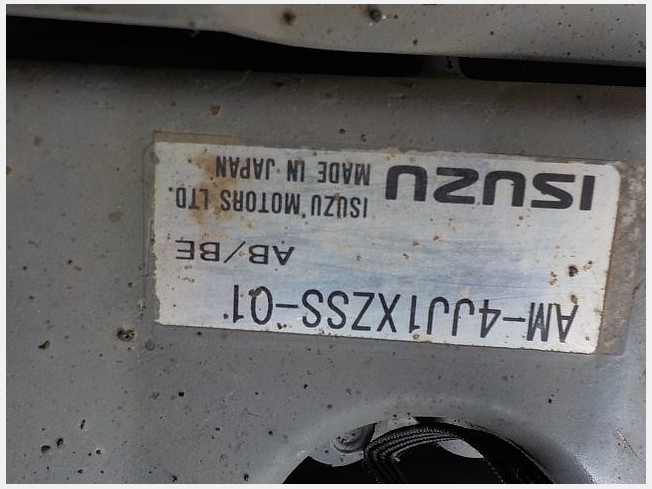 ISUZU
ISUZU MOTORS LTD.
MADE IN JAPAN
AB/BE
AM-4JJ1XZSS-01